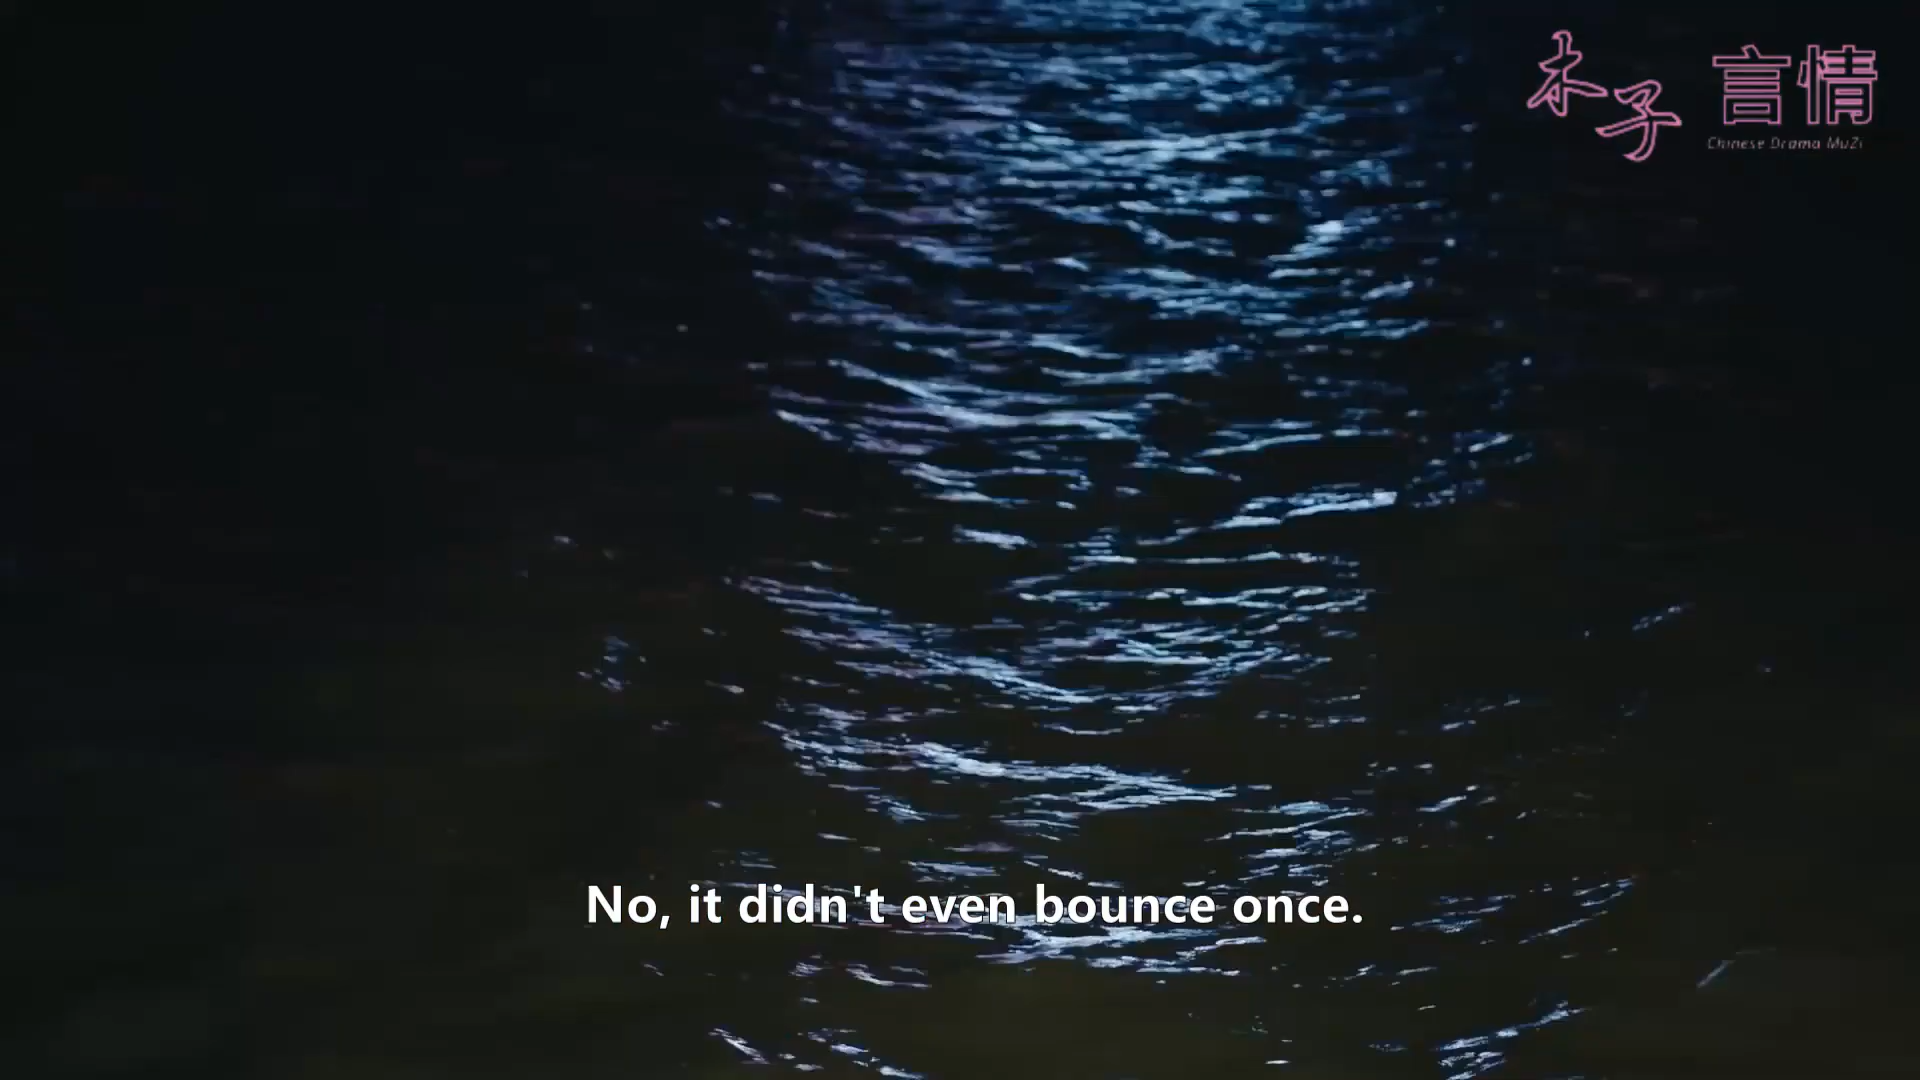 木子 言情
Chinese Drama MuZi
No, it didn't even bounce once.